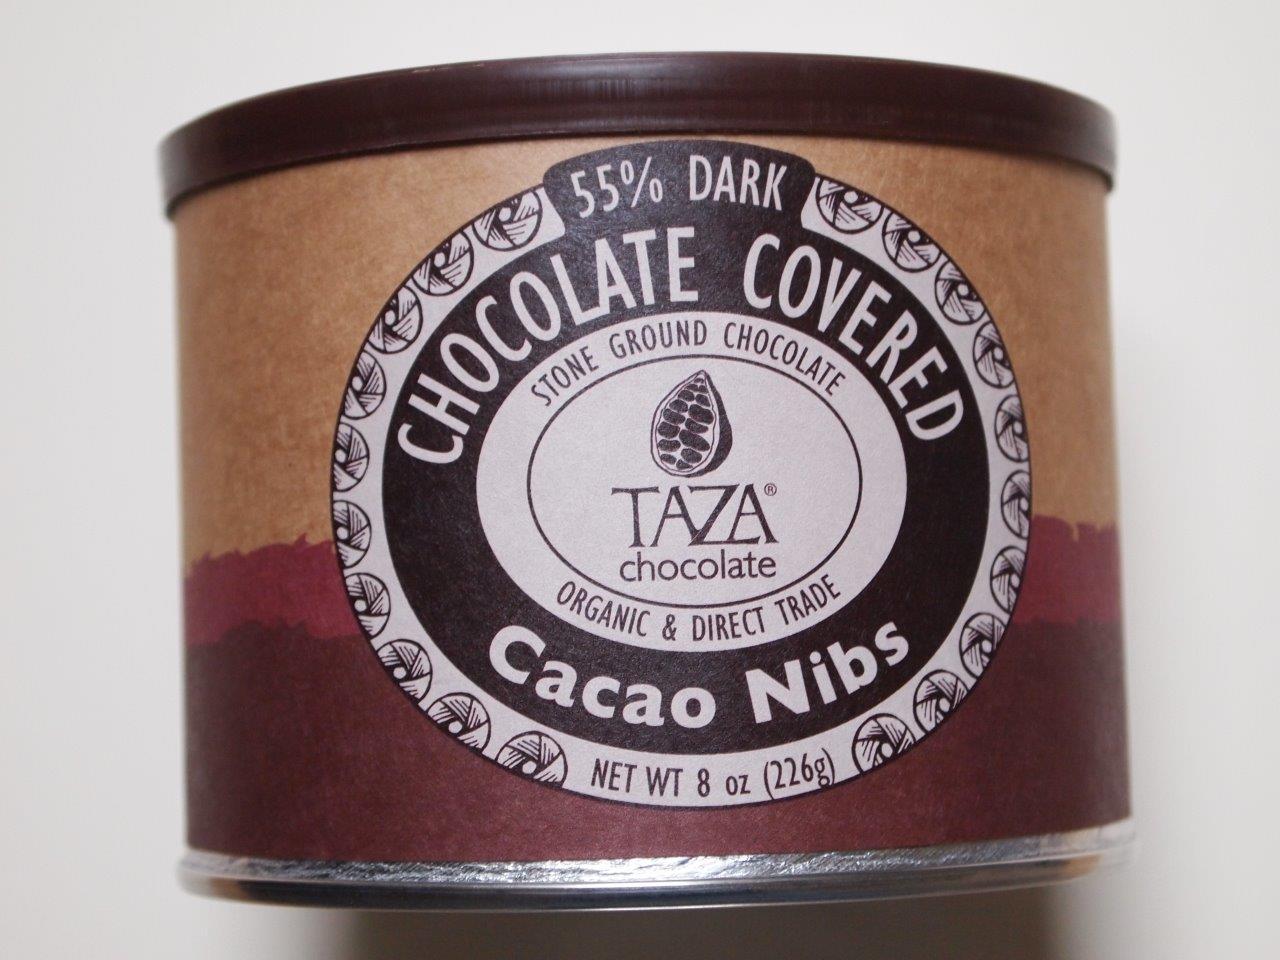 55% DARK
CHOCOLATE COVERED
STONE GROUND CHOCOLATE
TAZA®
chocolate
ORGANIC & DIRECT TRADE
Cacao Nibs
NET WT 8 oz (226g)